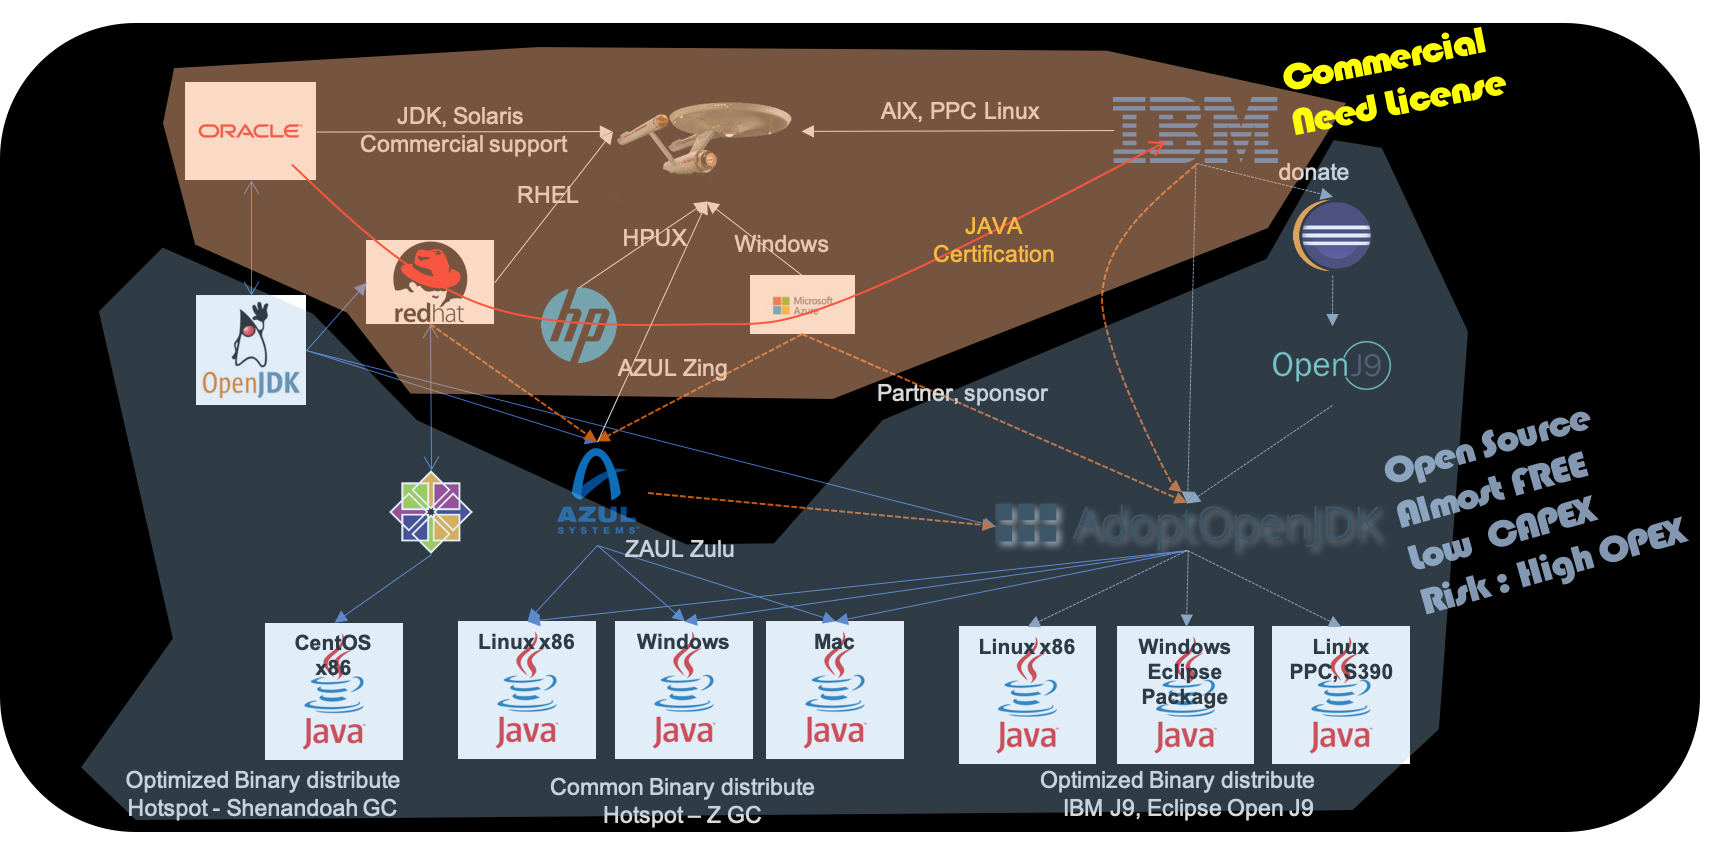 Commercial
Need License
ORACLE
JDK, Solaris
Commercial support
AIX, PPC Linux
IBM
donate
RHEL
HPUX
Windows
JAVA
Certification
redhat
hp
Microsoft
Azure
OpenJDK
OpenJ9
AZUL Zing
Partner, sponsor
Open Source
Almost FREE
Low CAPEX
Risk : High OPEX
AZUL
SYSTEMS
AdoptOpenJDK
ZAUL Zulu
CentOS
x86
Java
Linux x86
Java
Windows
Java
Mac
Java
Linux x86
Java
Windows
Eclipse
Package
Java
Linux
PPC, S390
Java
Optimized Binary distribute
Hotspot - Shenandoah GC
Common Binary distribute
Hotspot – Z GC
Optimized Binary distribute
IBM J9, Eclipse Open J9